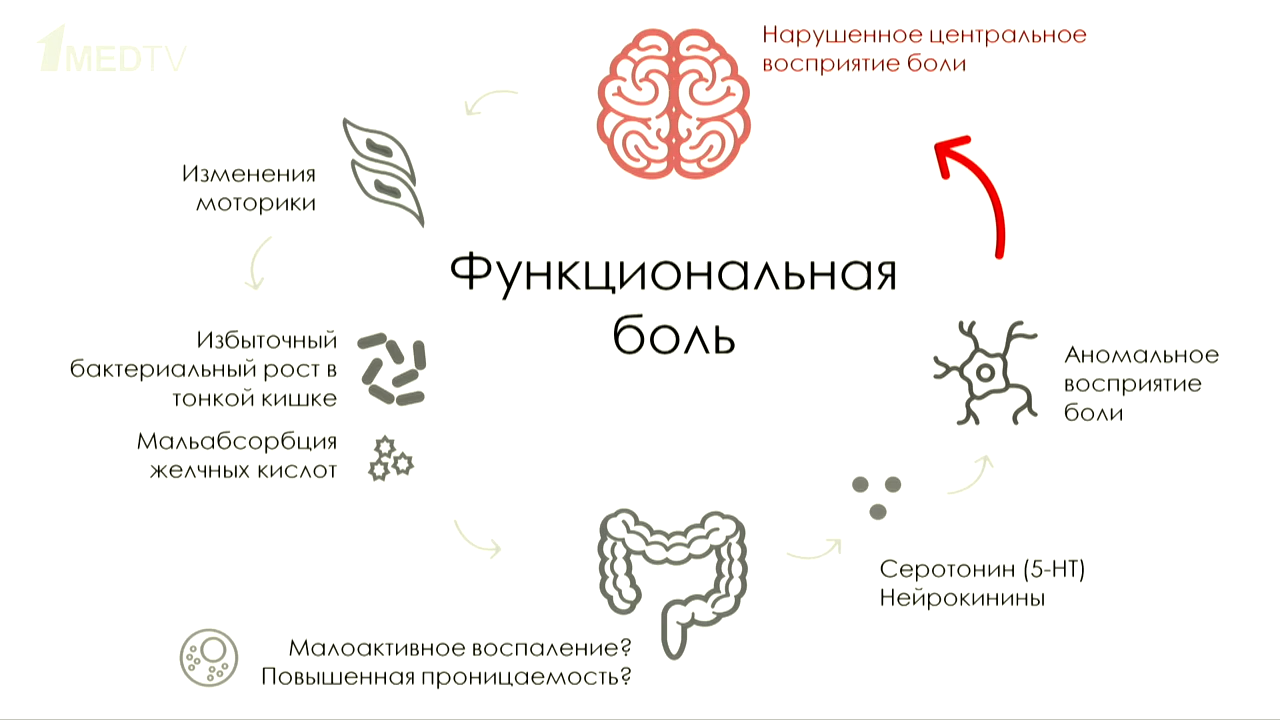 1MEDTV
Нарушенное центральное
восприятие боли
Изменения
моторики
Функциональная
боль
Избыточный
бактериальный рост в
тонкой кишке
Мальабсорбция
желчных кислот
Аномальное
восприятие
боли
Серотонин (5-НТ)
Нейрокинины
Малоактивное воспаление?
Повышенная проницаемость?